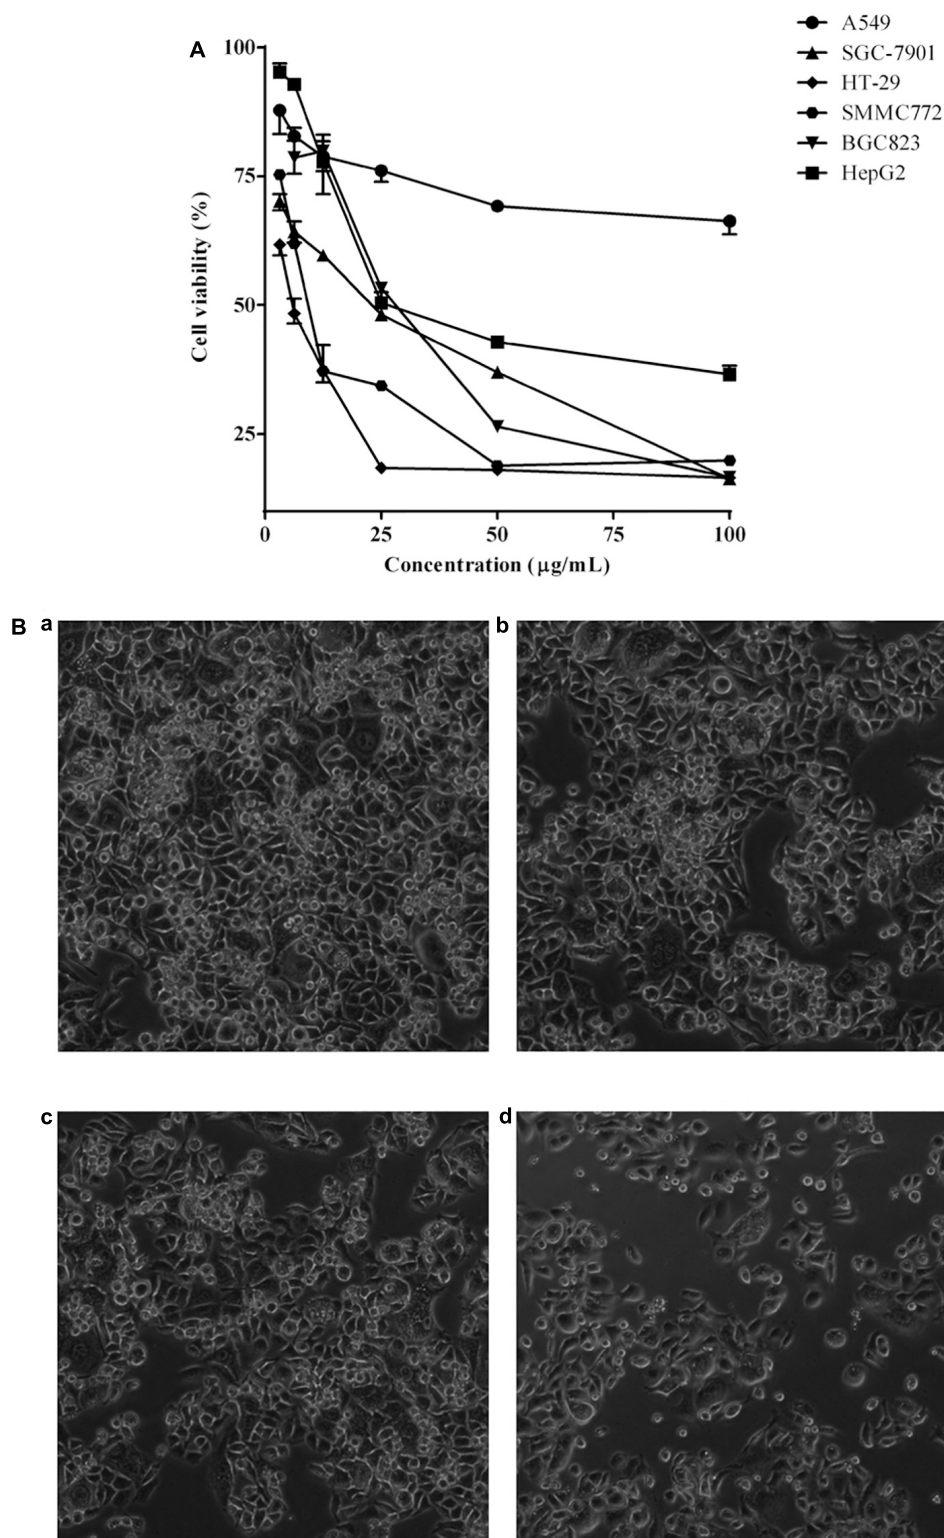 A
100
75
50
25
0
25
50
75
100
Cell viability (%)
Concentration (µg/mL)
A549
SGC-7901
HT-29
SMMC772
BGC823
HepG2
B
a
b
c
d